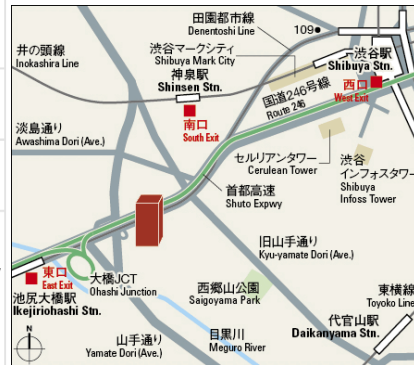 田園都市線
Denentoshi Line
109
井の頭線
Inokashira Line
渋谷マークシティ
Shibuya Mark City
渋谷駅
Shibuya Stn.
神泉駅
Shinsen Stn.
国道246号線
Route 246
西口
West Exit
南口
South Exit
淡島通り
Awashima Dori (Ave.)
セルリアンタワー
Cerulean Tower
渋谷
インフォスタワー
Shibuya
Infoss Tower
首都高速
Shuto Expwy
旧山手通り
Kyu-yamate Dori (Ave.)
東口
East Exit
大橋JCT
Ohashi Junction
池尻大橋駅
Ikejiriohashi Stn.
西郷山公園
Saigoyama Park
東横線
Toyoko Line
代官山駅
Daikanyama Stn.
N
山手通り
Yamate Dori (Ave.)
目黒川
Meguro River